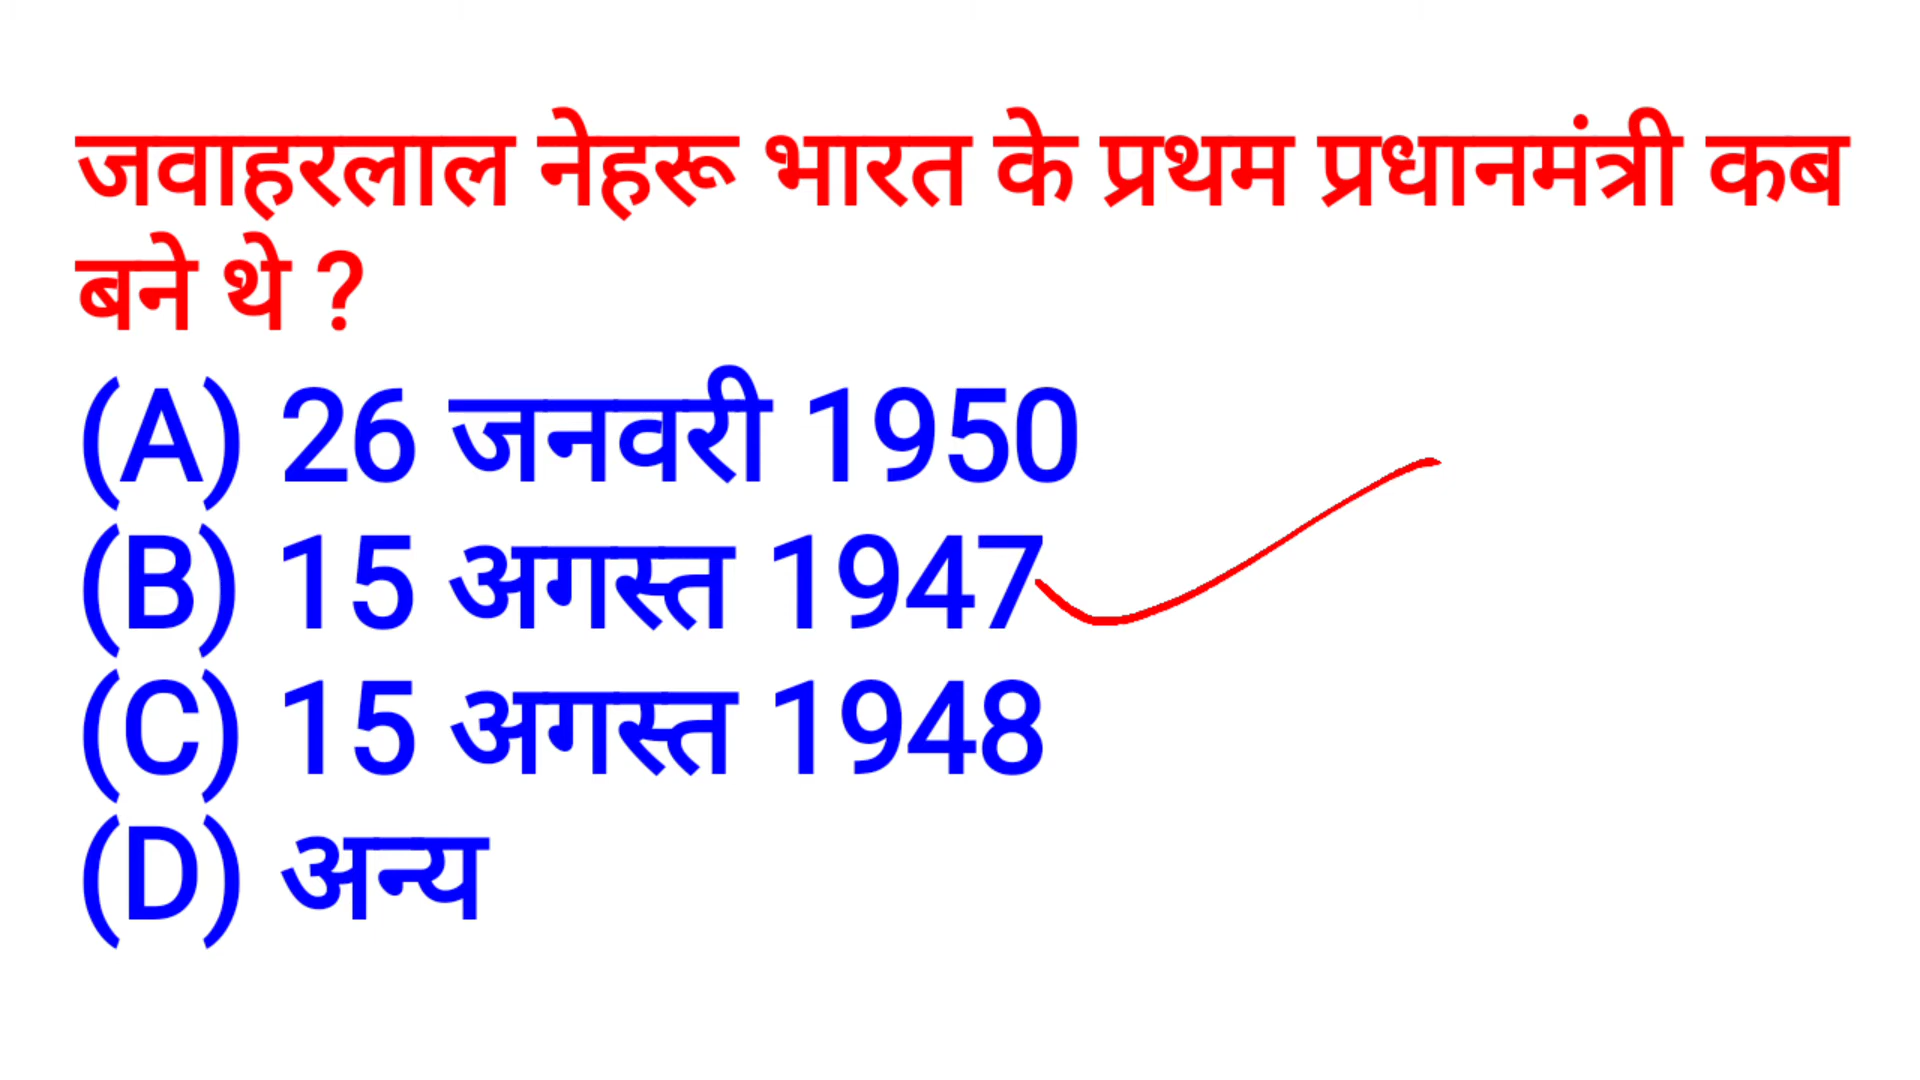 जवाहरलाल नेहरू भारत के प्रथम प्रधानमंत्री कब
बने थे ?
(A) 26 जनवरी 1950
(B) 15 अगस्त 1947
(C) 15 अगस्त 1948
(D) अन्य